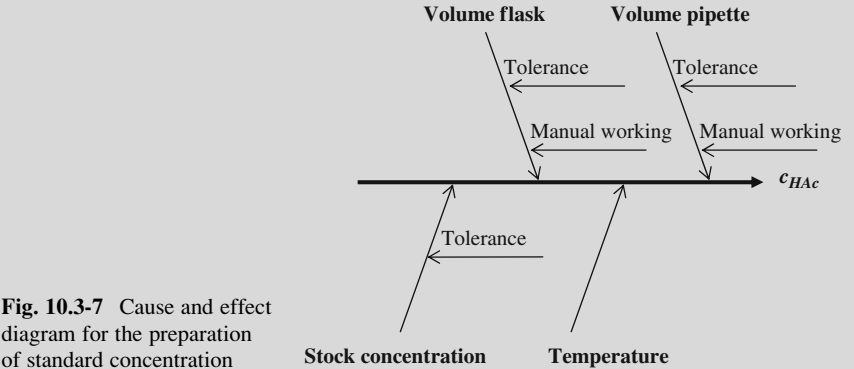 Volume flask
Volume pipette
Tolerance
Tolerance
Manual working
Manual working
c_HAc
Tolerance
Fig. 10.3-7 Cause and effect
diagram for the preparation
of standard concentration
Stock concentration
Temperature